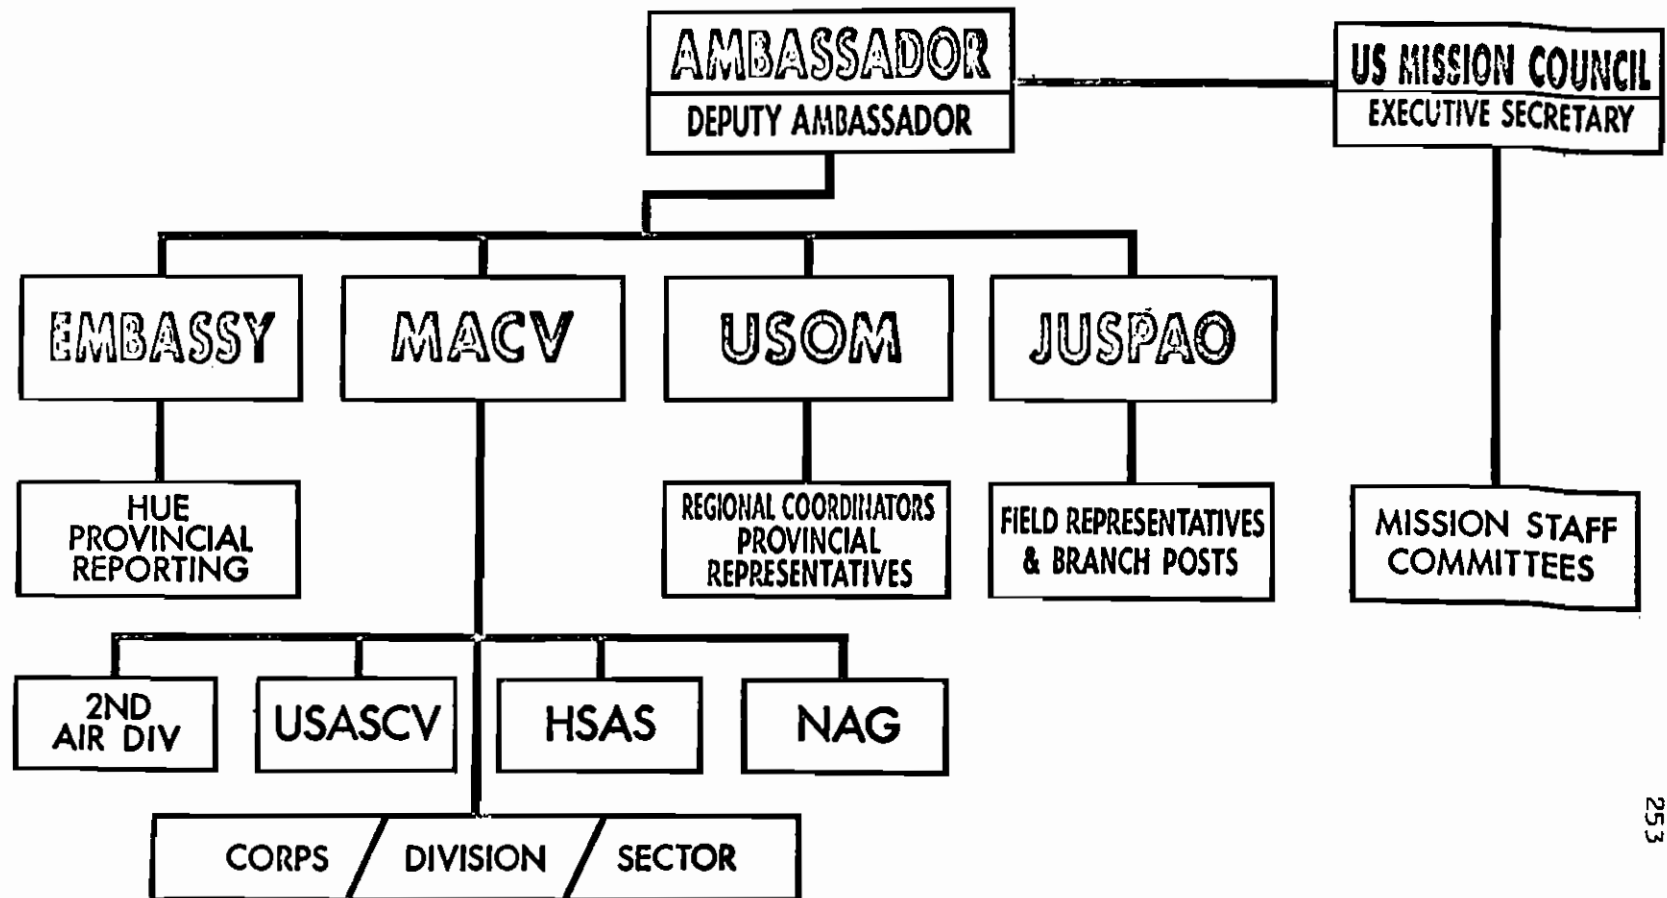 AMBASSADOR
DEPUTY AMBASSADOR
US MISSION COUNCIL
EXECUTIVE SECRETARY
EMBASSY
MACV
USOM
JUSPAO
HUE
PROVINCIAL
REPORTING
REGIONAL COORDINATORS
PROVINCIAL
REPRESENTATIVES
FIELD REPRESENTATIVES
& BRANCH POSTS
MISSION STAFF
COMMITTEES
2ND
AIR DIV
USASCV
HSAS
NAG
CORPS
DIVISION
SECTOR
253